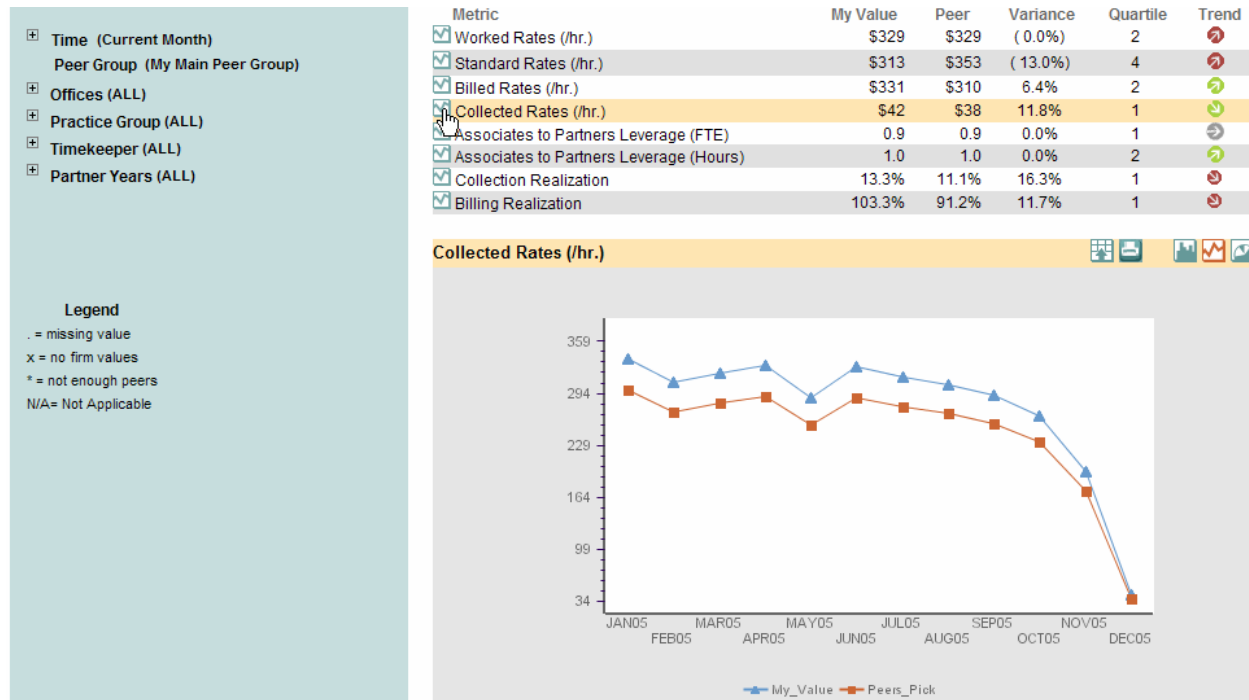 Time (Current Month)
Peer Group (My Main Peer Group)
Offices (ALL)
Practice Group (ALL)
Timekeeper (ALL)
Partner Years (ALL)
Legend
. = missing value
x = no firm values
* = not enough peers
N/A= Not Applicable
Metric My Value Peer Variance Quartile Trend
Worked Rates (/hr.) $329 $329 ( 0.0%) 2
Standard Rates (/hr.) $313 $353 ( 13.0%) 4
Billed Rates (/hr.) $331 $310 6.4% 2
Collected Rates (/hr.) $42 $38 11.8% 1
Associates to Partners Leverage (FTE) 0.9 0.9 0.0% 1
Associates to Partners Leverage (Hours) 1.0 1.0 0.0% 2
Collection Realization 13.3% 11.1% 16.3% 1
Billing Realization 103.3% 91.2% 11.7% 1
Collected Rates (/hr.)
359
294
229
164
99
34
JAN05 MAR05 MAY05 JUL05 SEP05 NOV05
FEB05 APR05 JUN05 AUG05 OCT05 DEC05
My_Value Peers_Pick